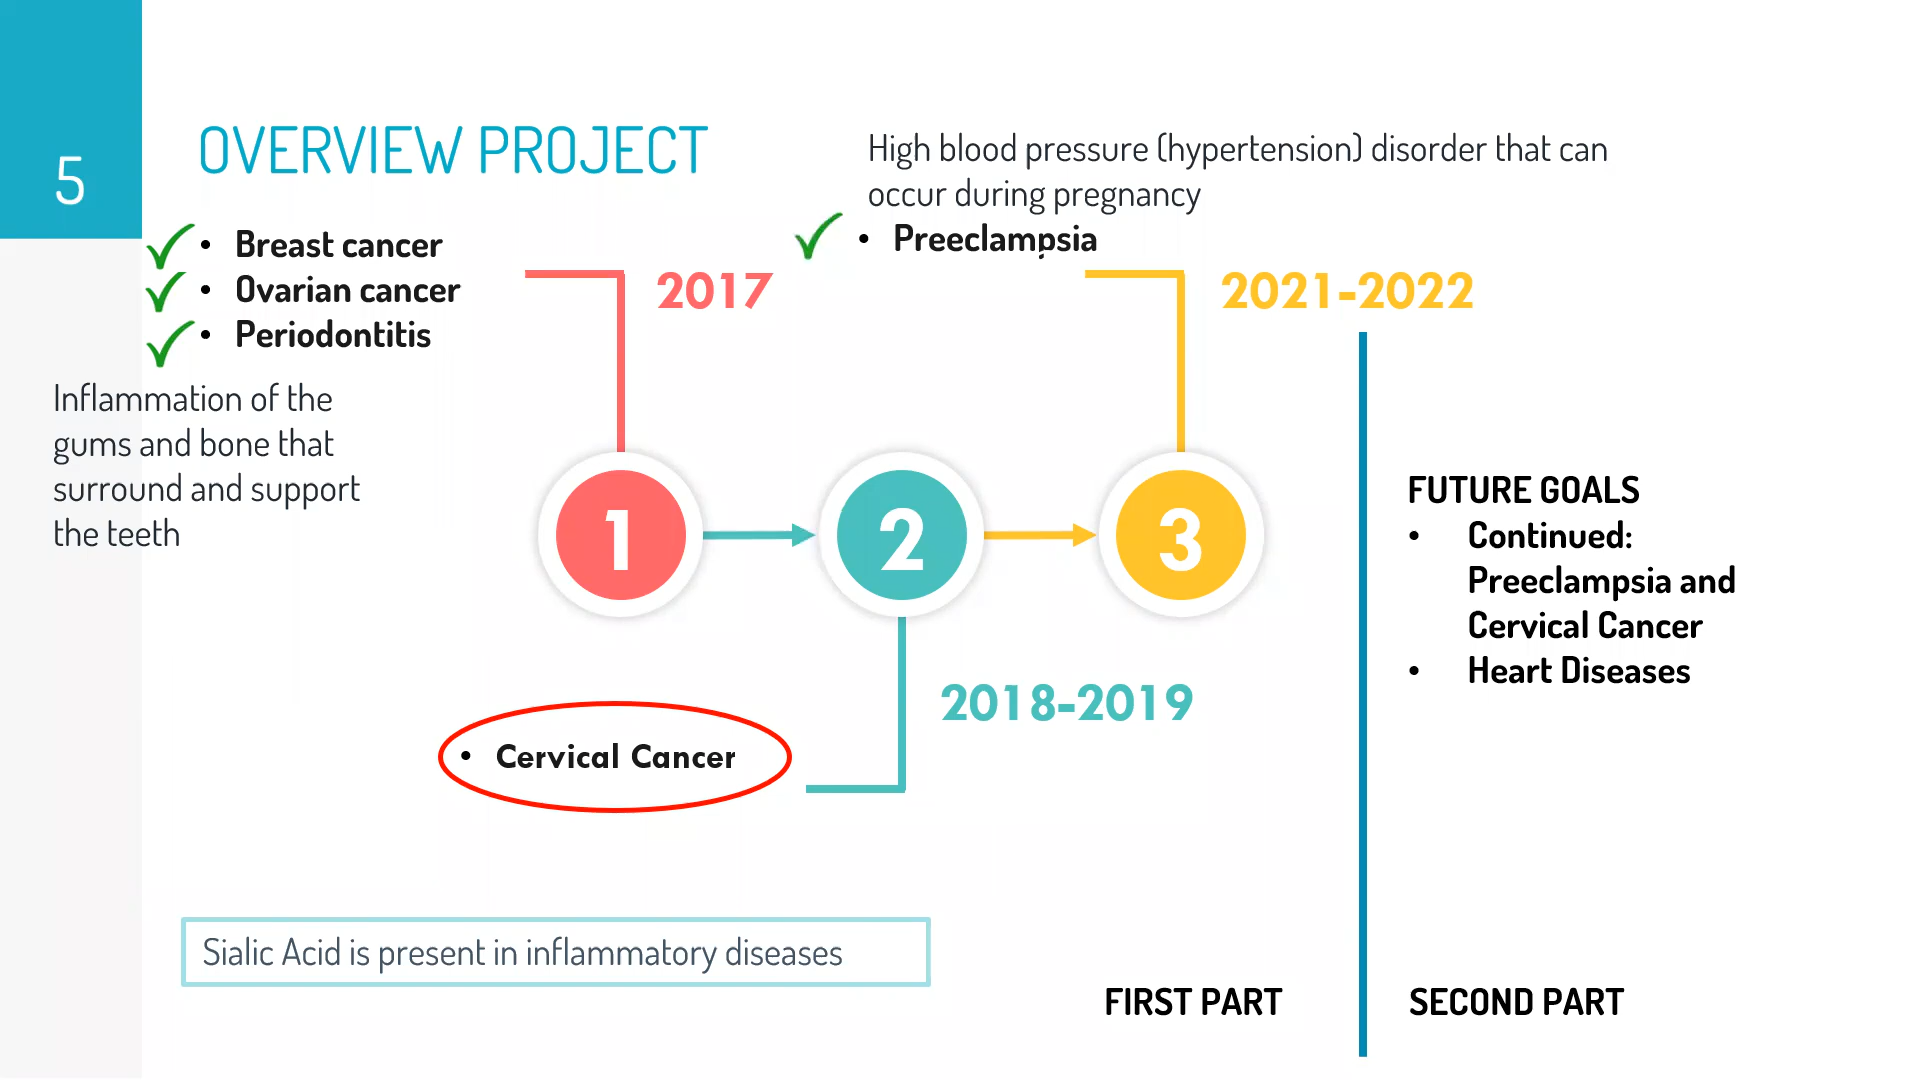 5
OVERVIEW PROJECT
• Breast cancer
• Ovarian cancer
• Periodontitis
Inflammation of the
gums and bone that
surround and support
the teeth
High blood pressure (hypertension) disorder that can
occur during pregnancy
• Preeclampsia
2017
2021-2022
1
2
3
2018-2019
• Cervical Cancer
FUTURE GOALS
• Continued:
Preeclampsia and
Cervical Cancer
• Heart Diseases
Sialic Acid is present in inflammatory diseases
FIRST PART
SECOND PART